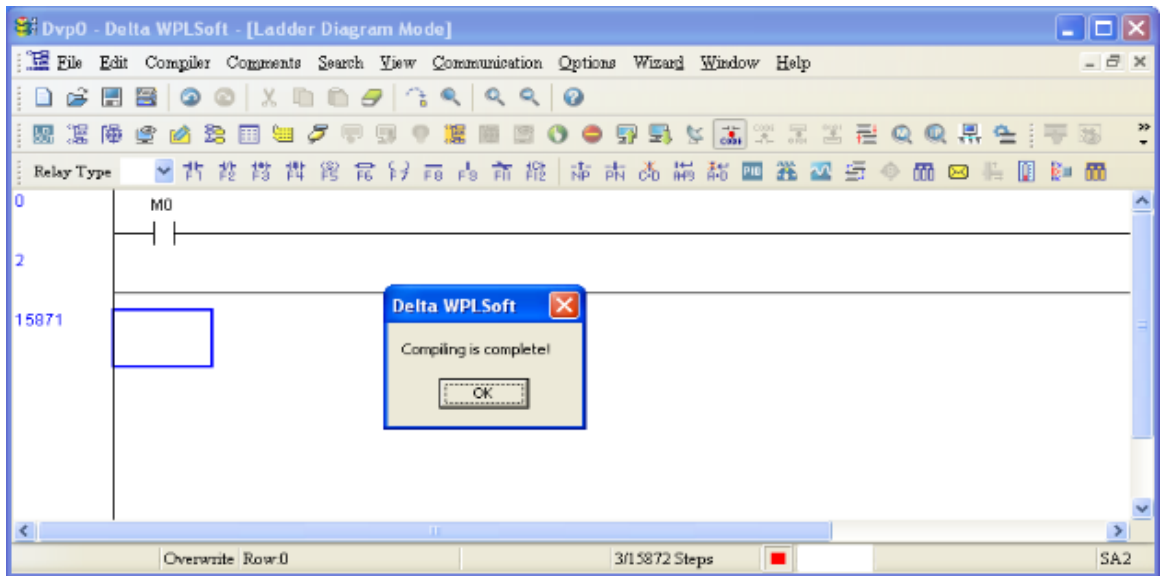 Dvp0 - Delta WPLSoft - [Ladder Diagram Mode]
File Edit Compiler Comments Search View Communication Options Wizard Window Help
Relay Type
0
M0
2
15871
Delta WPLSoft
Compiling is complete!
OK
Overwrite Row:0 3/15872 Steps SA2